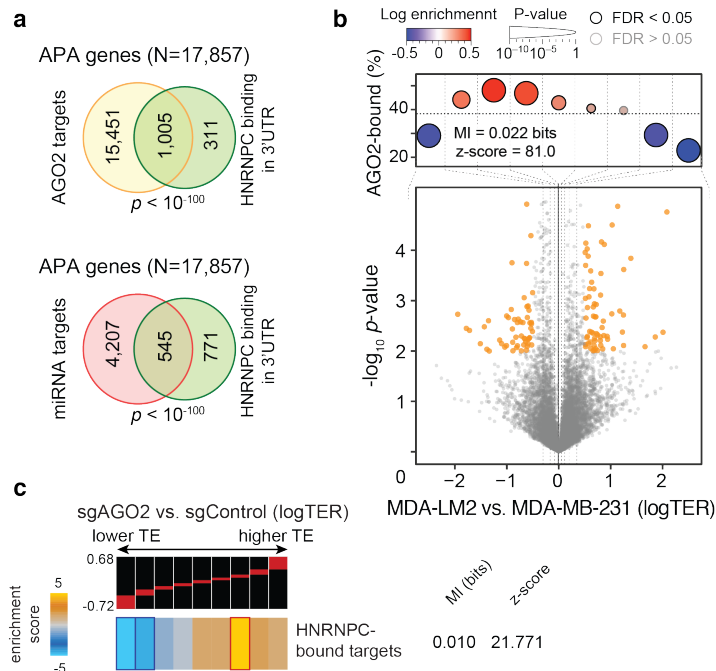 a
APA genes (N=17,857)
AGO2 targets
15,451
1,005
311
HNRNPC binding
in 3'UTR
p < 10-100
APA genes (N=17,857)
miRNA targets
4,207
545
771
HNRNPC binding
in 3'UTR
p < 10-100
b
Log enrichmennt
-0.5 0 0.5
P-value
10−10 10−5 1
FDR < 0.05
FDR > 0.05
AGO2-bound (%)
40
20
MI = 0.022 bits
z-score = 81.0
-log10 p-value
4
3
2
1
0
−2 −1 0 1 2
MDA-LM2 vs. MDA-MB-231 (logTER)
c
sgAGO2 vs. sgControl (logTER)
lower TE higher TE
0.68
-0.72
enrichment
score
5
-5
HNRNPC-
bound targets
MI (bits) z-score
0.010 21.771